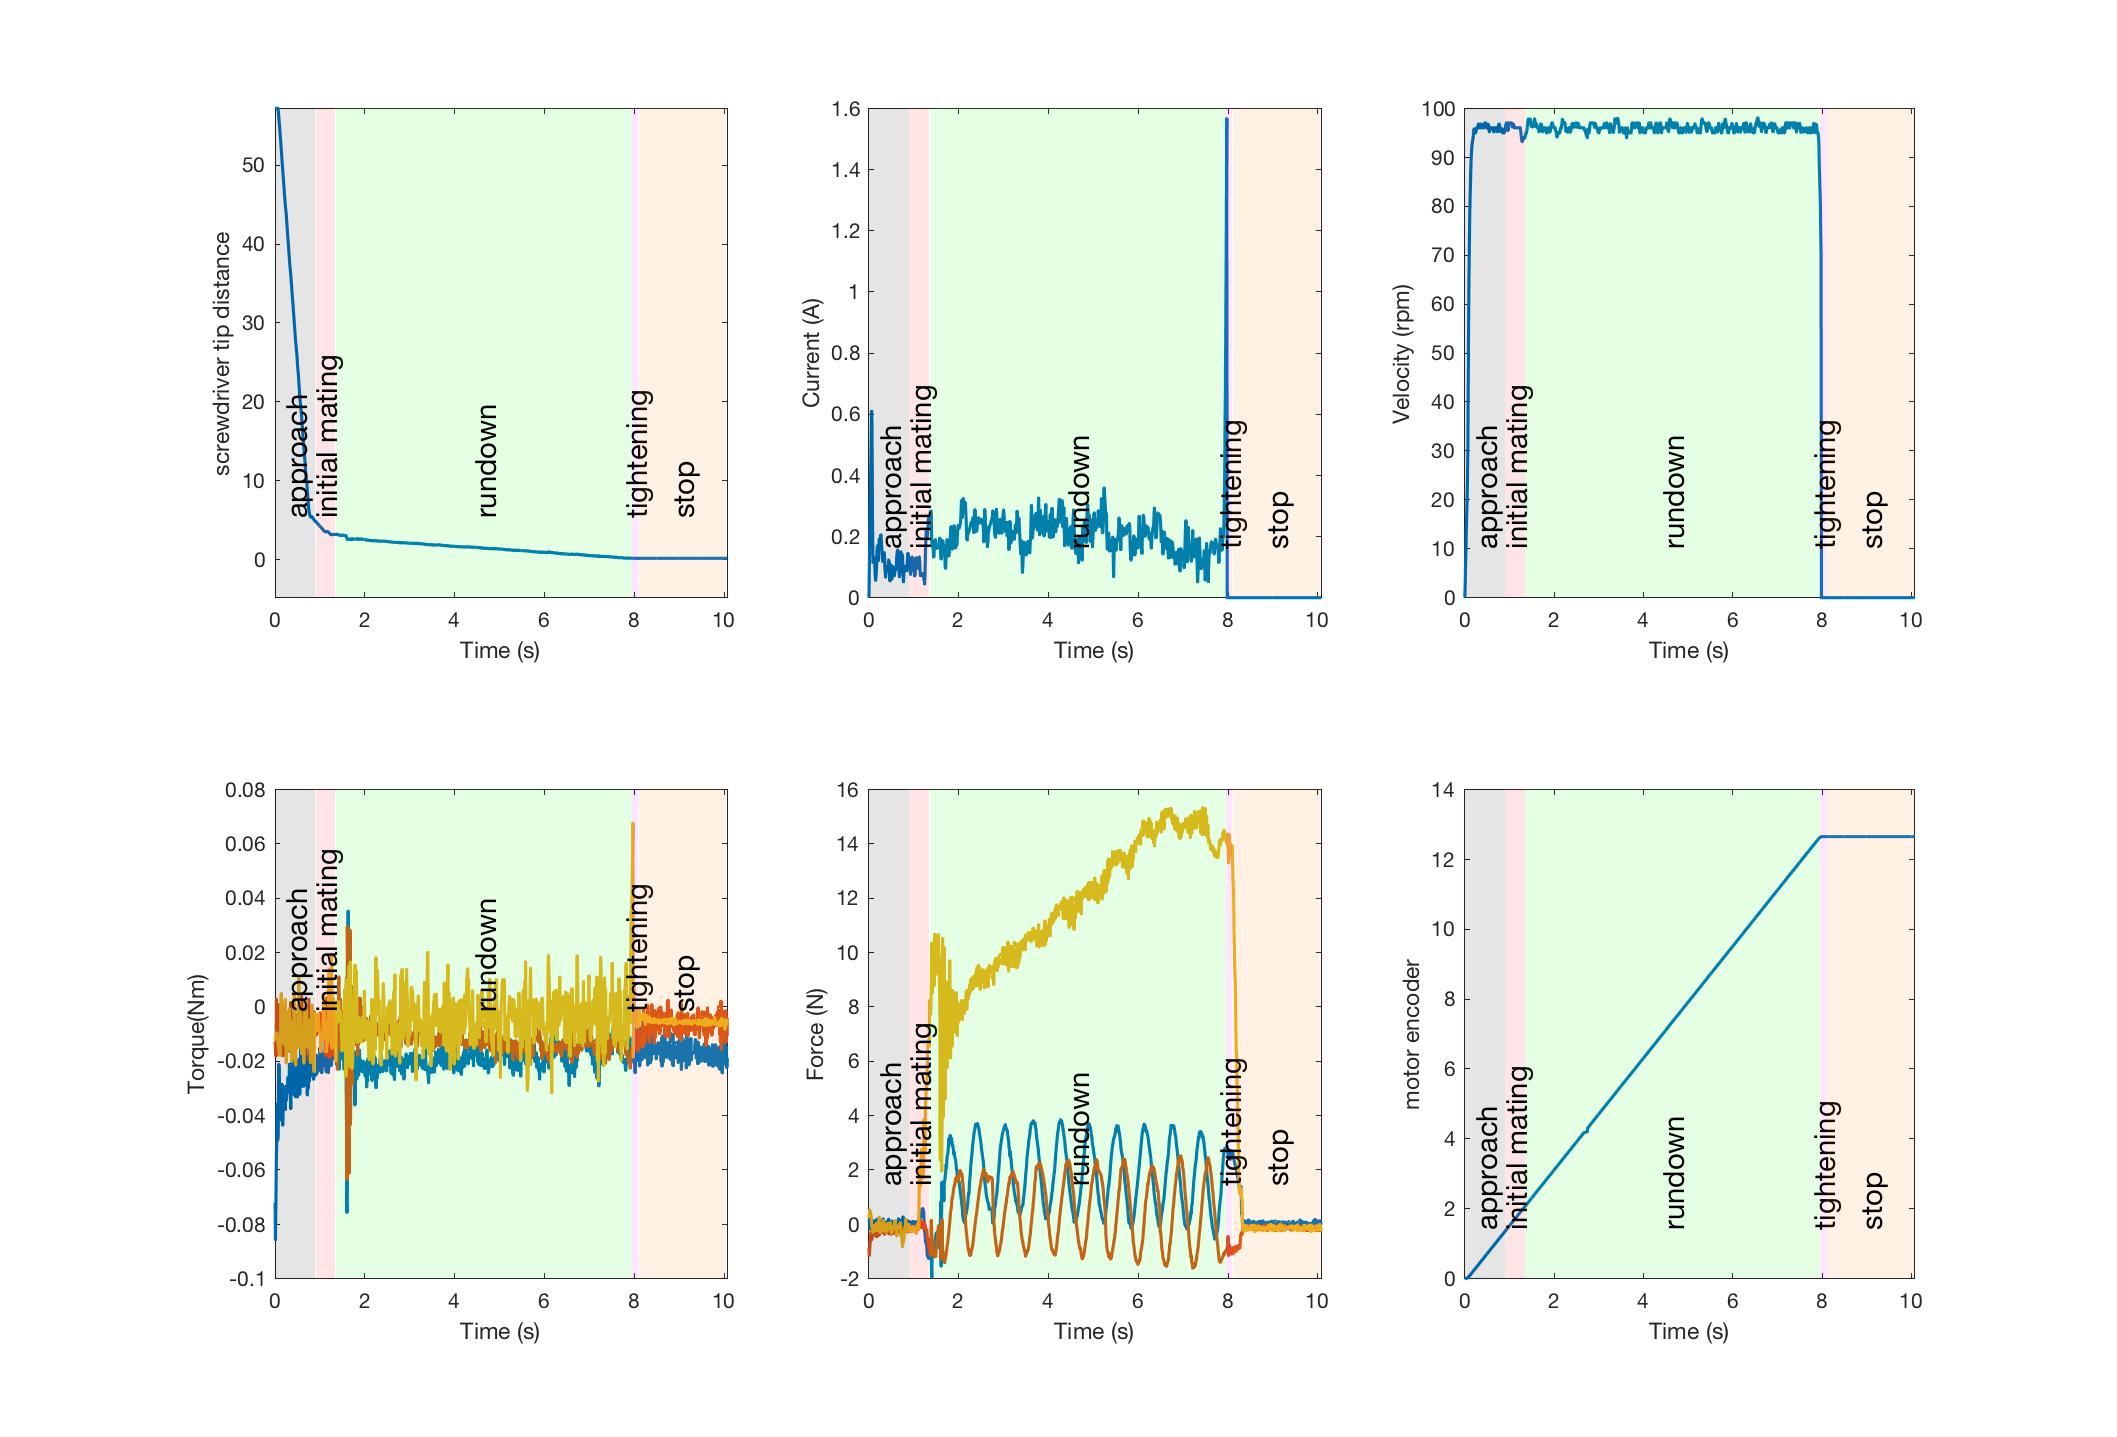 screwdriver tip distance
50
40
30
20
10
0
approach
initial mating
rundown
tightening
stop
0 2 4 6 8 10
Time (s)
Current (A)
1.6
1.4
1.2
1
0.8
0.6
0.4
0.2
0
approach
initial mating
rundown
tightening
stop
0 2 4 6 8 10
Time (s)
Velocity (rpm)
100
90
80
70
60
50
40
30
20
10
0
approach
initial mating
rundown
tightening
stop
0 2 4 6 8 10
Time (s)
Torque(Nm)
0.08
0.06
0.04
0.02
0
-0.02
-0.04
-0.06
-0.08
-0.1
approach
initial mating
rundown
tightening
stop
0 2 4 6 8 10
Time (s)
Force (N)
16
14
12
10
8
6
4
2
0
-2
approach
initial mating
rundown
tightening
stop
0 2 4 6 8 10
Time (s)
motor encoder
14
12
10
8
6
4
2
0
approach
initial mating
rundown
tightening
stop
0 2 4 6 8 10
Time (s)